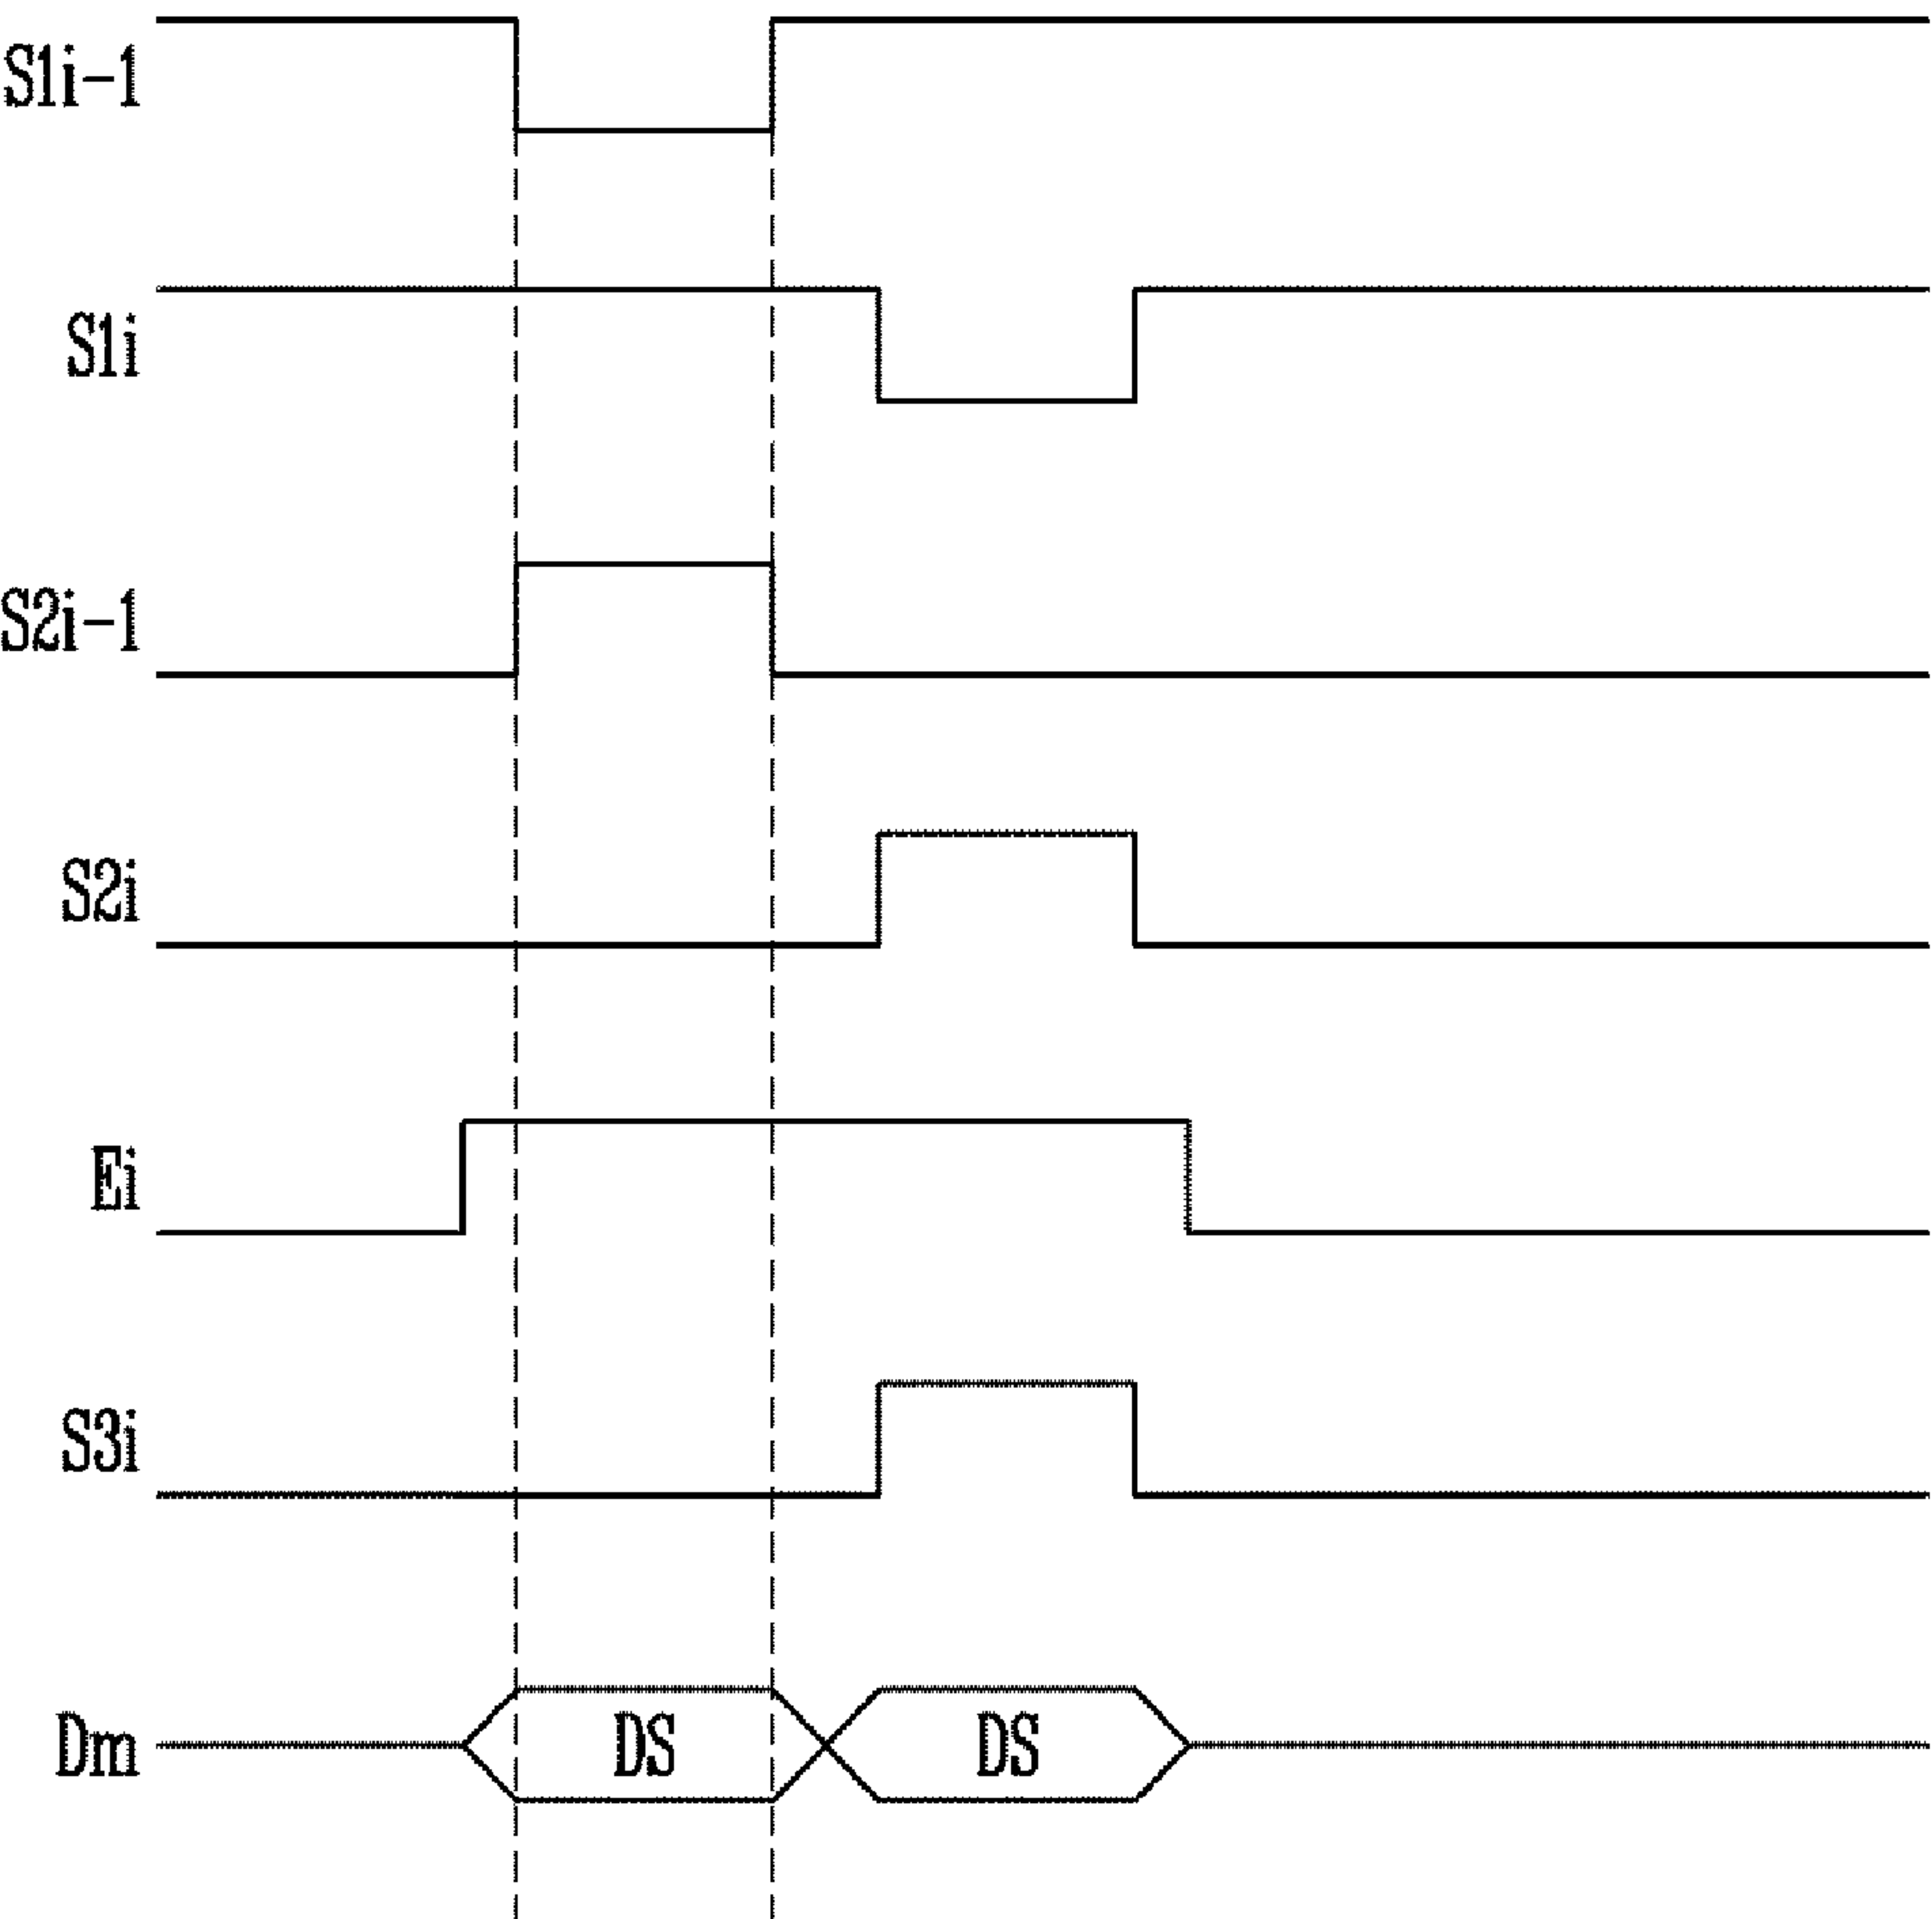 S1i-1
S1i
S2i-1
S2i
Ei
S3i
Dm DS DS